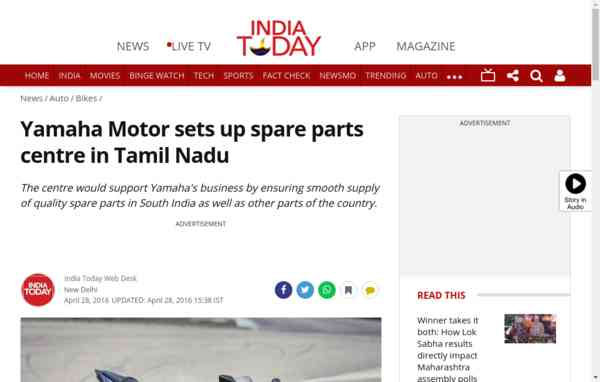 INDIA
TODAY
NEWS
LIVE TV
APP
MAGAZINE
HOME INDIA MOVIES BINGE WATCH TECH SPORTS FACT CHECK NEWSMO TRENDING AUTO
News / Auto / Bikes /
Yamaha Motor sets up spare parts
centre in Tamil Nadu
The centre would support Yamaha's business by ensuring smooth supply
of quality spare parts in South India as well as other parts of the country.
ADVERTISEMENT
INDIA
TODAY
India Today Web Desk
New Delhi
April 28, 2016 UPDATED: April 28, 2016 15:38 IST
ADVERTISEMENT
Story in
Audio
READ THIS
Winner takes it
both: How Lok
Sabha results
directly impact
Maharashtra
assembly polls